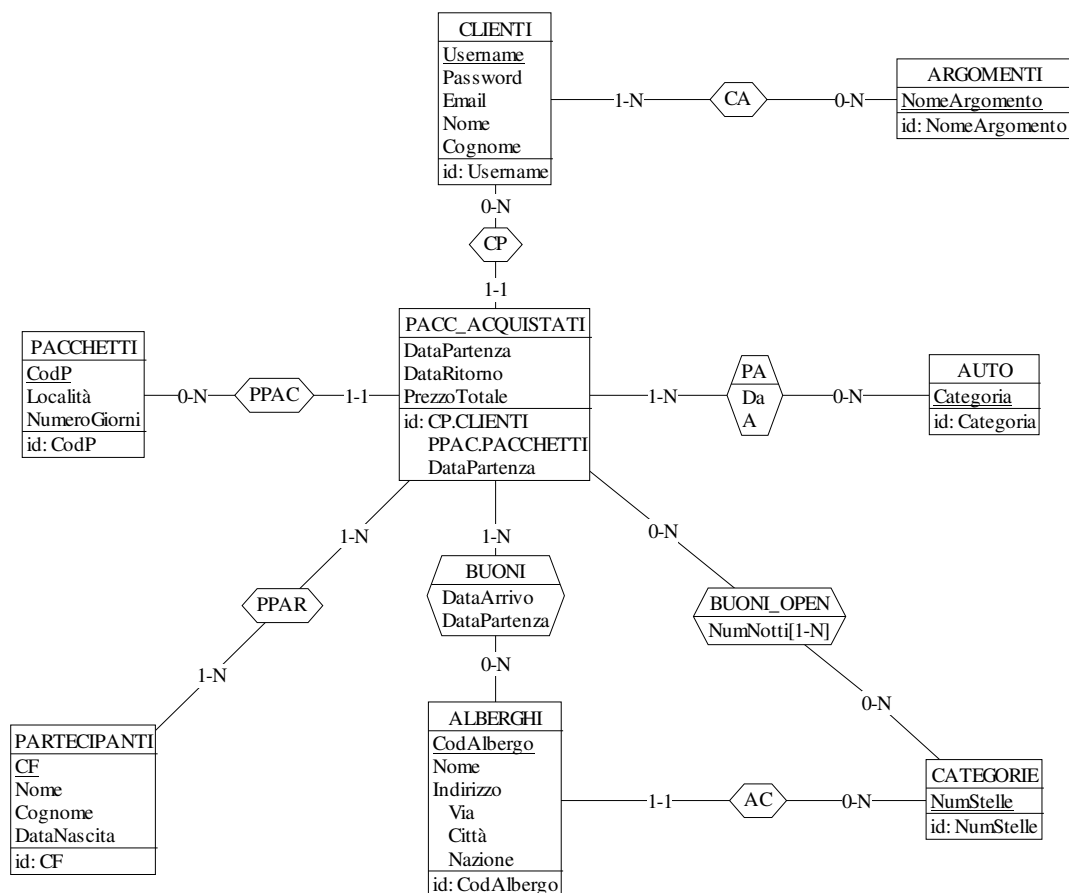 CLIENTI
Username
Password
Email
Nome
Cognome
id: Username
1-N
CA
0-N
ARGOMENTI
NomeArgomento
id: NomeArgomento
0-N
CP
1-1
PACCHETTI
CodP
Località
NumeroGiorni
id: CodP
0-N
PPAC
1-1
PACC_ACQUISTATI
DataPartenza
DataRitorno
PrezzoTotale
id: CP.CLIENTI
PPAC.PACCHETTI
DataPartenza
1-N
PA
Da
A
0-N
AUTO
Categoria
id: Categoria
1-N
PPAR
1-N
PARTECIPANTI
CF
Nome
Cognome
DataNascita
id: CF
1-N
BUONI
DataArrivo
DataPartenza
0-N
ALBERGHI
CodAlbergo
Nome
Indirizzo
Via
Città
Nazione
id: CodAlbergo
0-N
BUONI_OPEN
NumNotti[1-N]
0-N
1-1
AC
0-N
CATEGORIE
NumStelle
id: NumStelle